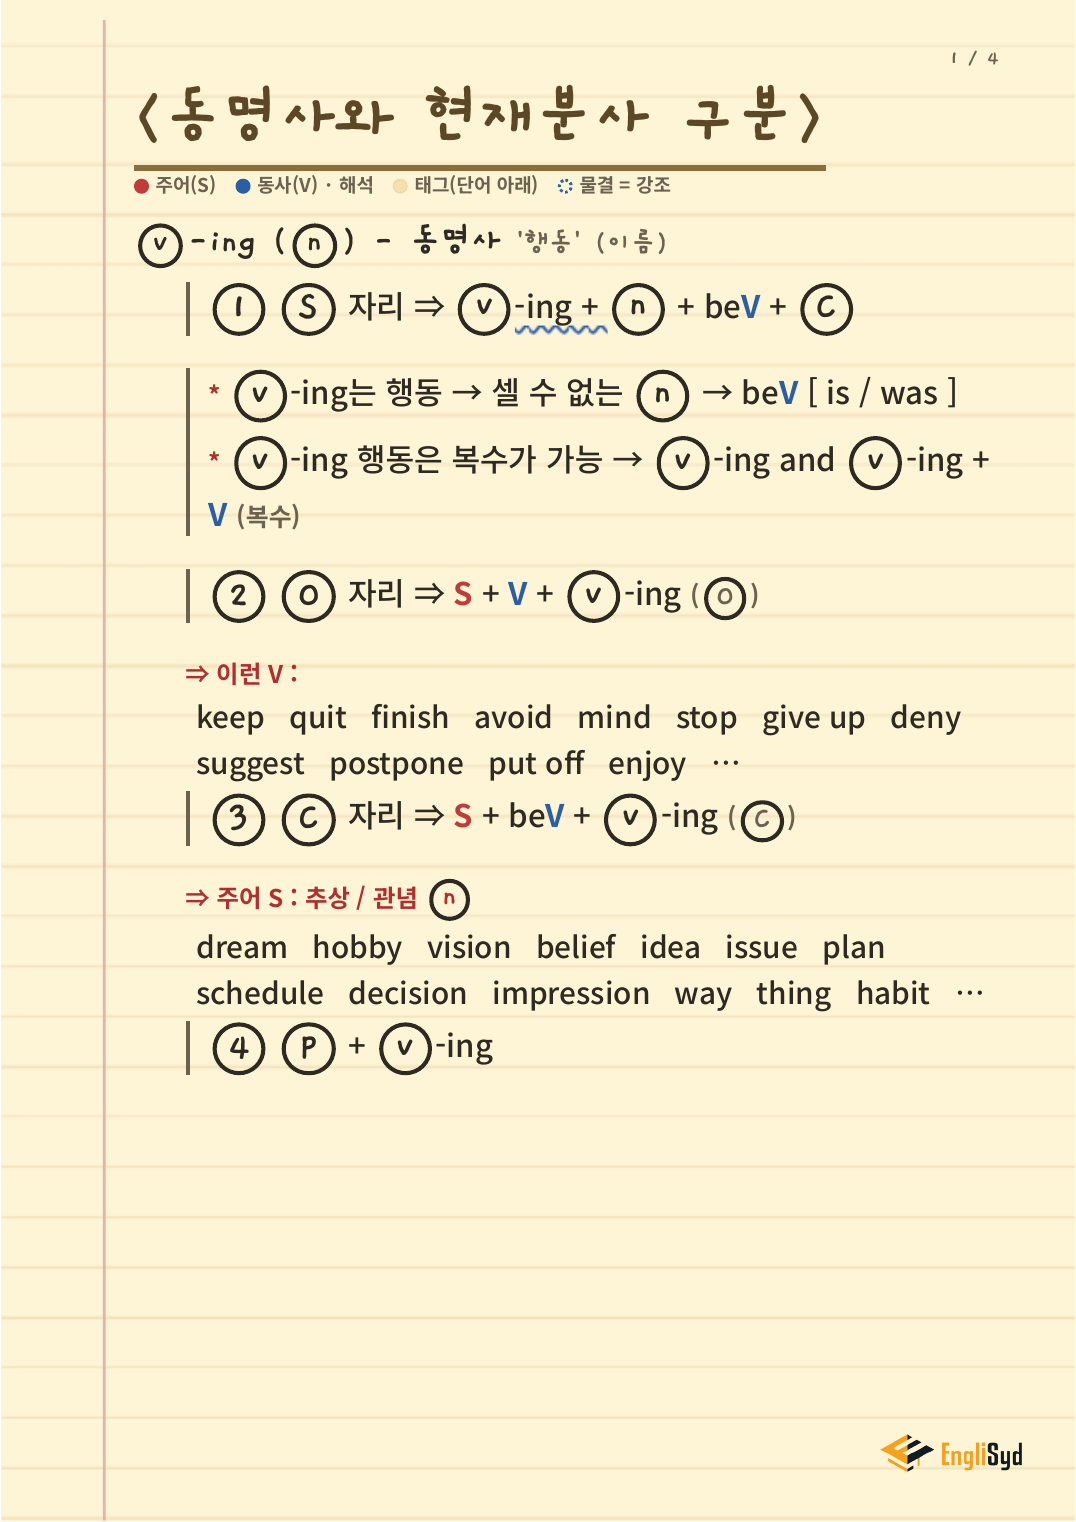 1 / 4
<동명사와 현재분사 구분>
주어(S) 동사(V) · 해석 태그(단어 아래) 물결 = 강조
v -ing ( n ) - 동명사 '행동' (이름)
1 S 자리 ⇒ v -ing + n + beV + C
* v -ing는 행동 → 셀 수 없는 n → beV [ is / was ]
* v -ing 행동은 복수가 가능 → v -ing and v -ing +
V (복수)
2 O 자리 ⇒ S + V + v -ing ( O )
⇒ 이런 V :
keep quit finish avoid mind stop give up deny
suggest postpone put off enjoy ···
3 C 자리 ⇒ S + beV + v -ing ( C )
⇒ 주어 S : 추상 / 관념 n
dream hobby vision belief idea issue plan
schedule decision impression way thing habit ···
4 P + v -ing
EngliSyd